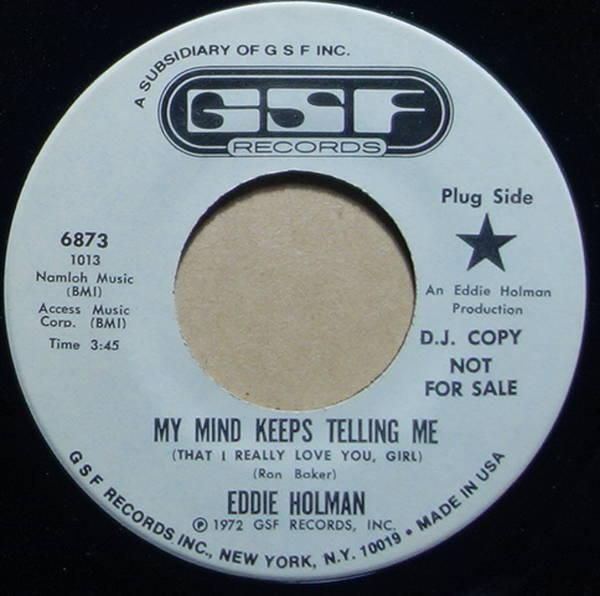 A SUBSIDIARY OF G S F INC.
GSF
RECORDS
Plug Side
6873
1013
Namloh Music
(BMI)
Access Music
Corp. (BMI)
Time 3:45
An Eddie Holman
Production
D.J. COPY
NOT
FOR SALE
MY MIND KEEPS TELLING ME
(THAT I REALLY LOVE YOU, GIRL)
(Ron Baker)
EDDIE HOLMAN
℗ 1972 GSF RECORDS, INC.
GSF RECORDS, INC., NEW YORK, N.Y. 10019 • MADE IN USA